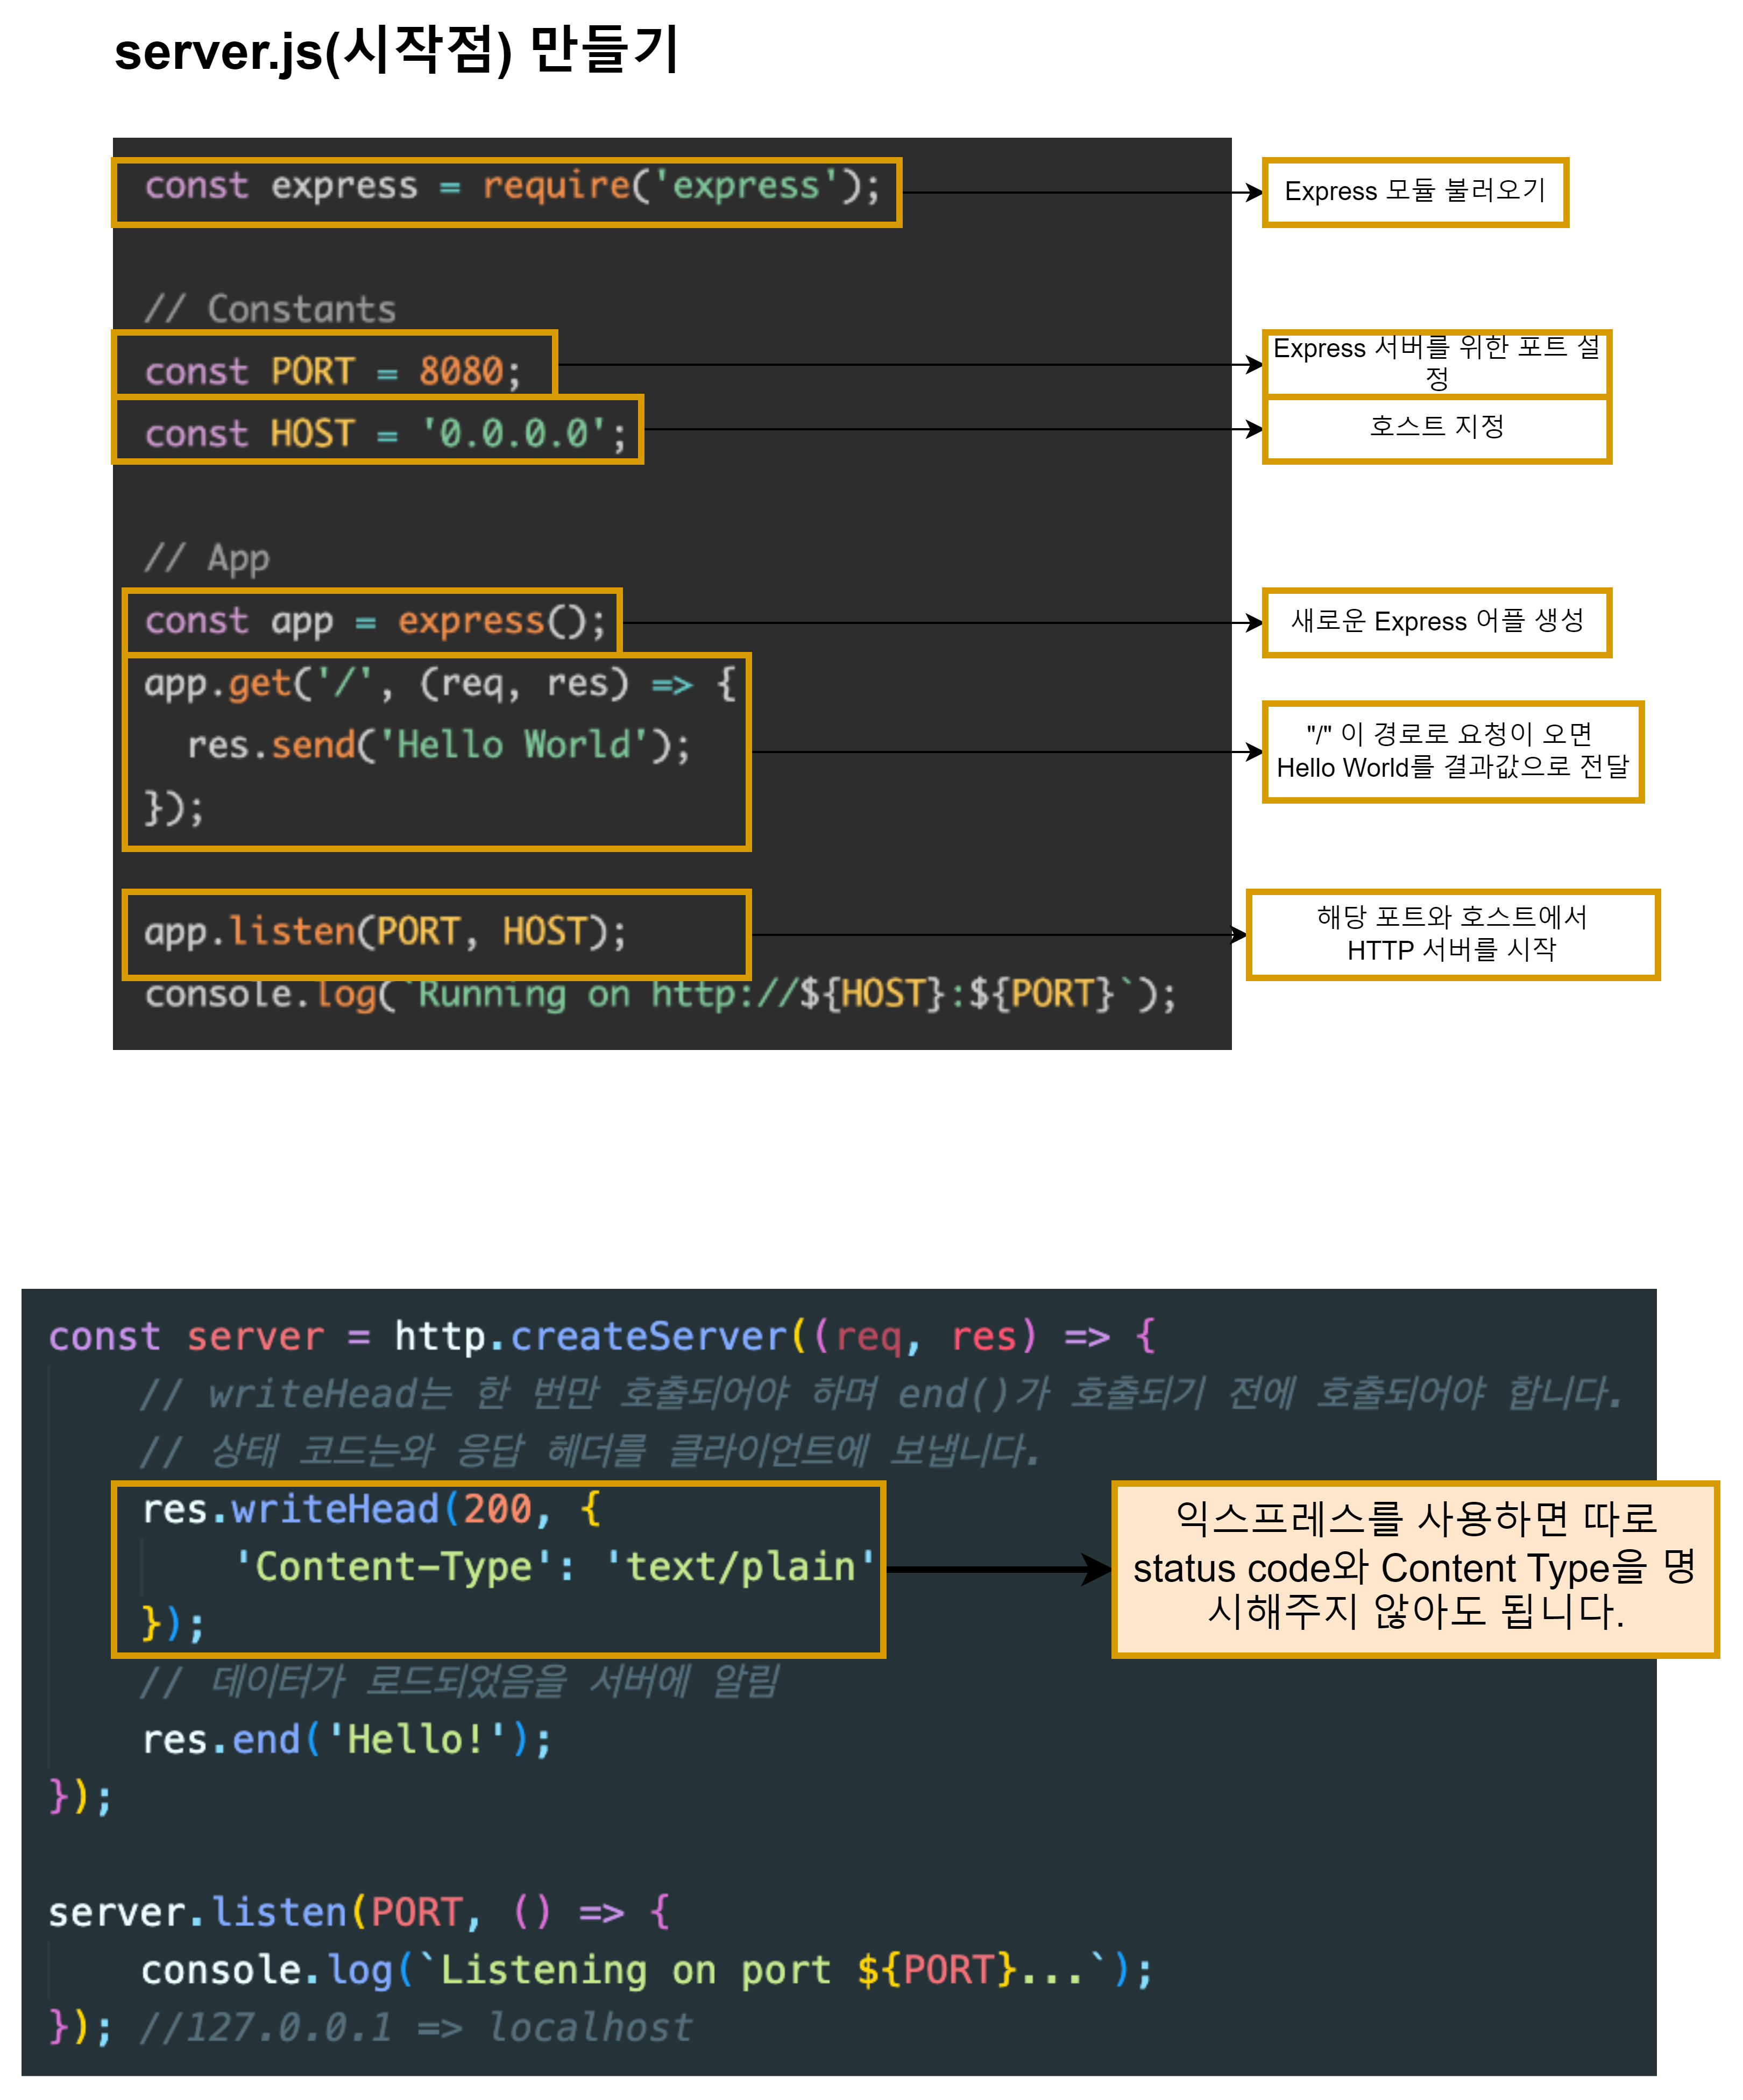 server.js(시작점) 만들기
const express = require('express');
Express 모듈 불러오기
// Constants
const PORT = 8080;
Express 서버를 위한 포트 설
정
const HOST = '0.0.0.0';
호스트 지정
// App
const app = express();
새로운 Express 어플 생성
app.get('/', (req, res) => {
res.send('Hello World');
});
"/" 이 경로로 요청이 오면
Hello World를 결과값으로 전달
app.listen(PORT, HOST);
해당 포트와 호스트에서
HTTP 서버를 시작
console.log(`Running on http://${HOST}:${PORT}`);
const server = http.createServer((req, res) => {
// writeHead는 한 번만 호출되어야 하며 end()가 호출되기 전에 호출되어야 합니다.
// 상태 코드는와 응답 헤더를 클라이언트에 보냅니다.
res.writeHead(200, {
'Content-Type': 'text/plain'
});
익스프레스를 사용하면 따로
status code와 Content Type을 명
시해주지 않아도 됩니다.
// 데이터가 로드되었음을 서버에 알림
res.end('Hello!');
});
server.listen(PORT, () => {
console.log(`Listening on port ${PORT}...`);
}); //127.0.0.1 => localhost